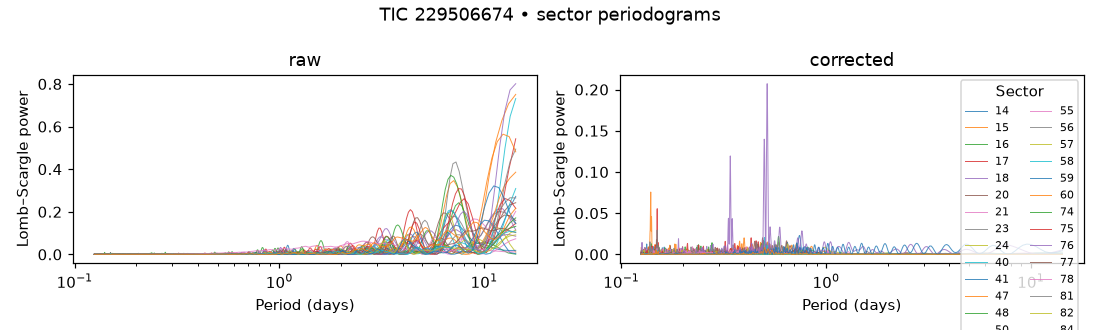 TIC 229506674 • sector periodograms
raw
Lomb–Scargle power
0.8
0.6
0.4
0.2
0.0
10⁻¹ 10⁰ 10¹
Period (days)
corrected
Lomb–Scargle power
0.20
0.15
0.10
0.05
0.00
10⁻¹ 10⁰ 10¹
Period (days)
Sector
14 55
15 56
16 57
17 58
18 59
20 60
21 74
23 75
24 76
40 77
41 78
47 81
48 82
50 84